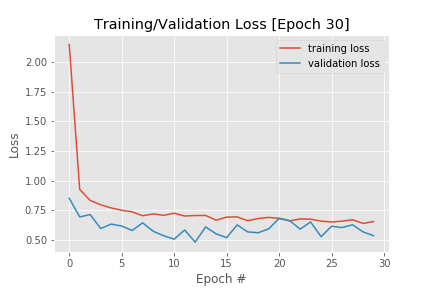 Training/Validation Loss [Epoch 30]
training loss
validation loss
2.00
1.75
1.50
1.25
1.00
0.75
0.50
Loss
0 5 10 15 20 25 30
Epoch #